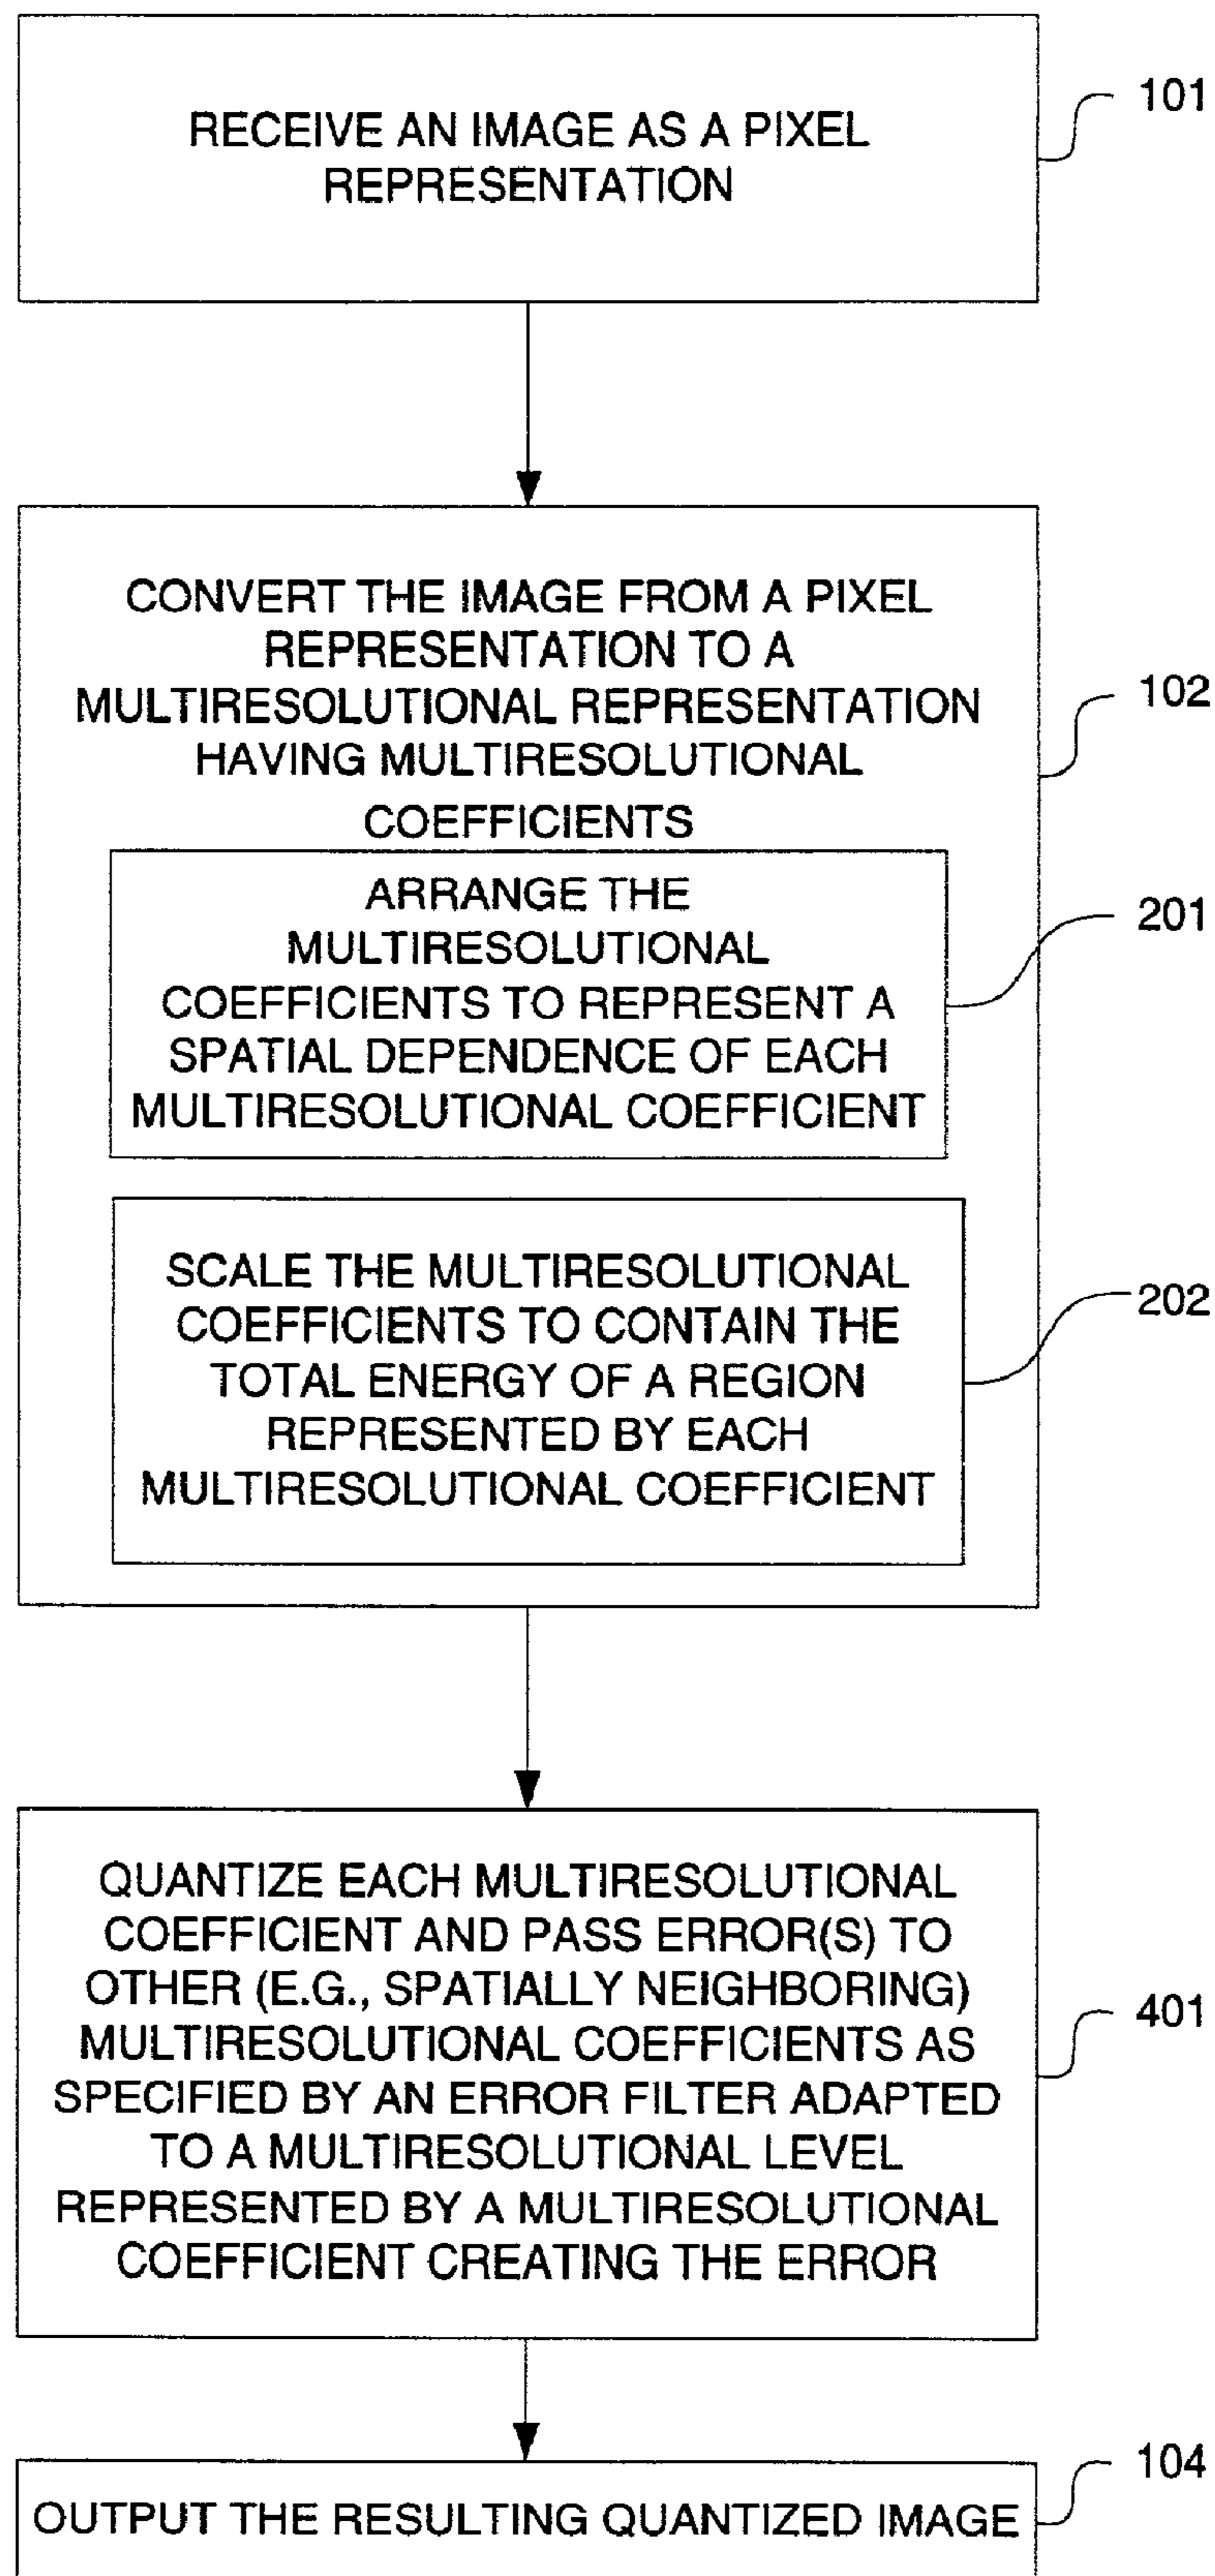 RECEIVE AN IMAGE AS A PIXEL
REPRESENTATION
101
CONVERT THE IMAGE FROM A PIXEL
REPRESENTATION TO A
MULTIRESOLUTIONAL REPRESENTATION
HAVING MULTIRESOLUTIONAL
COEFFICIENTS
102
ARRANGE THE
MULTIRESOLUTIONAL
COEFFICIENTS TO REPRESENT A
SPATIAL DEPENDENCE OF EACH
MULTIRESOLUTIONAL COEFFICIENT
201
SCALE THE MULTIRESOLUTIONAL
COEFFICIENTS TO CONTAIN THE
TOTAL ENERGY OF A REGION
REPRESENTED BY EACH
MULTIRESOLUTIONAL COEFFICIENT
202
QUANTIZE EACH MULTIRESOLUTIONAL
COEFFICIENT AND PASS ERROR(S) TO
OTHER (E.G., SPATIALLY NEIGHBORING)
MULTIRESOLUTIONAL COEFFICIENTS AS
SPECIFIED BY AN ERROR FILTER ADAPTED
TO A MULTIRESOLUTIONAL LEVEL
REPRESENTED BY A MULTIRESOLUTIONAL
COEFFICIENT CREATING THE ERROR
401
OUTPUT THE RESULTING QUANTIZED IMAGE
104